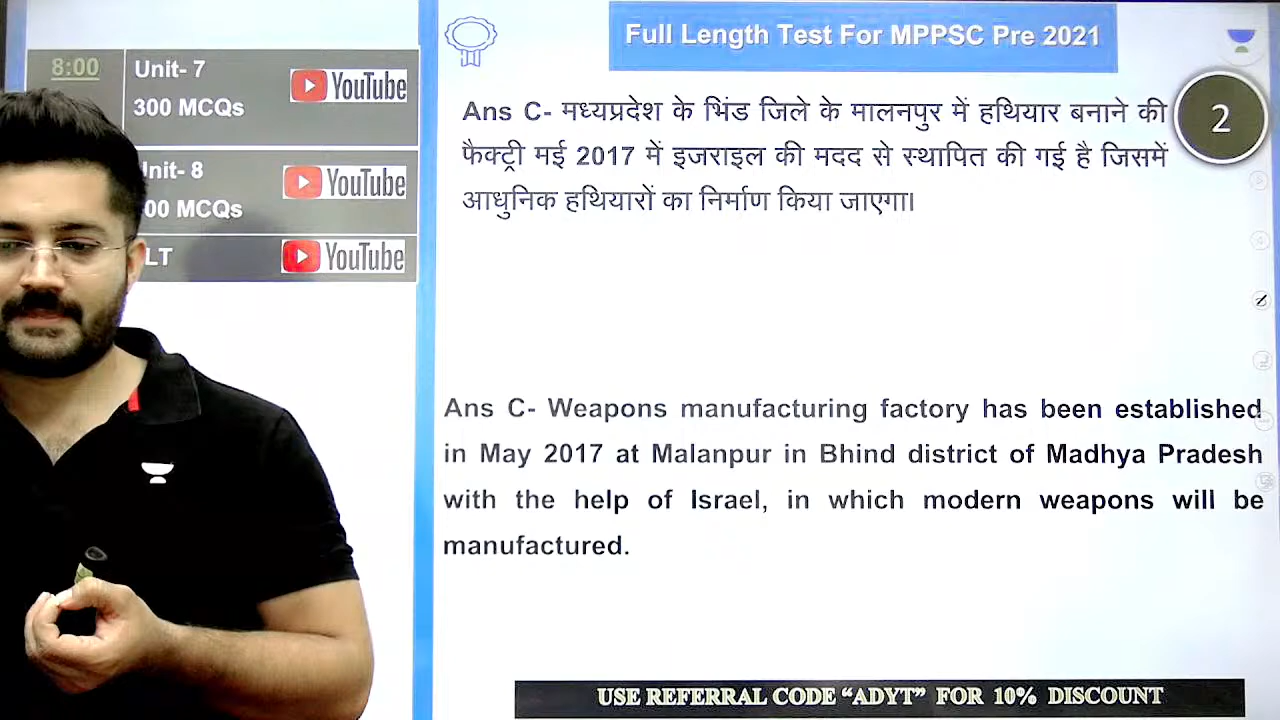 Full Length Test For MPPSC Pre 2021
8:00
Unit- 7
300 MCQs
YouTube
Unit- 8
00 MCQs
YouTube
LT
YouTube
2
Ans C- मध्यप्रदेश के भिंड जिले के मालनपुर में हथियार बनाने की
फैक्ट्री मई 2017 में इजराइल की मदद से स्थापित की गई है जिसमें
आधुनिक हथियारों का निर्माण किया जाएगा।
Ans C- Weapons manufacturing factory has been established
in May 2017 at Malanpur in Bhind district of Madhya Pradesh
with the help of Israel, in which modern weapons will be
manufactured.
USE REFERRAL CODE “ADYT” FOR 10% DISCOUNT